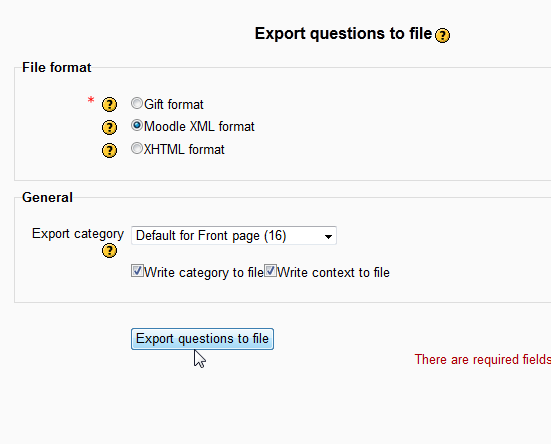 Export questions to file ?
File format
* ? Gift format
? Moodle XML format
? XHTML format
General
Export category Default for Front page (16)
?
Write category to file Write context to file
Export questions to file
There are required fields